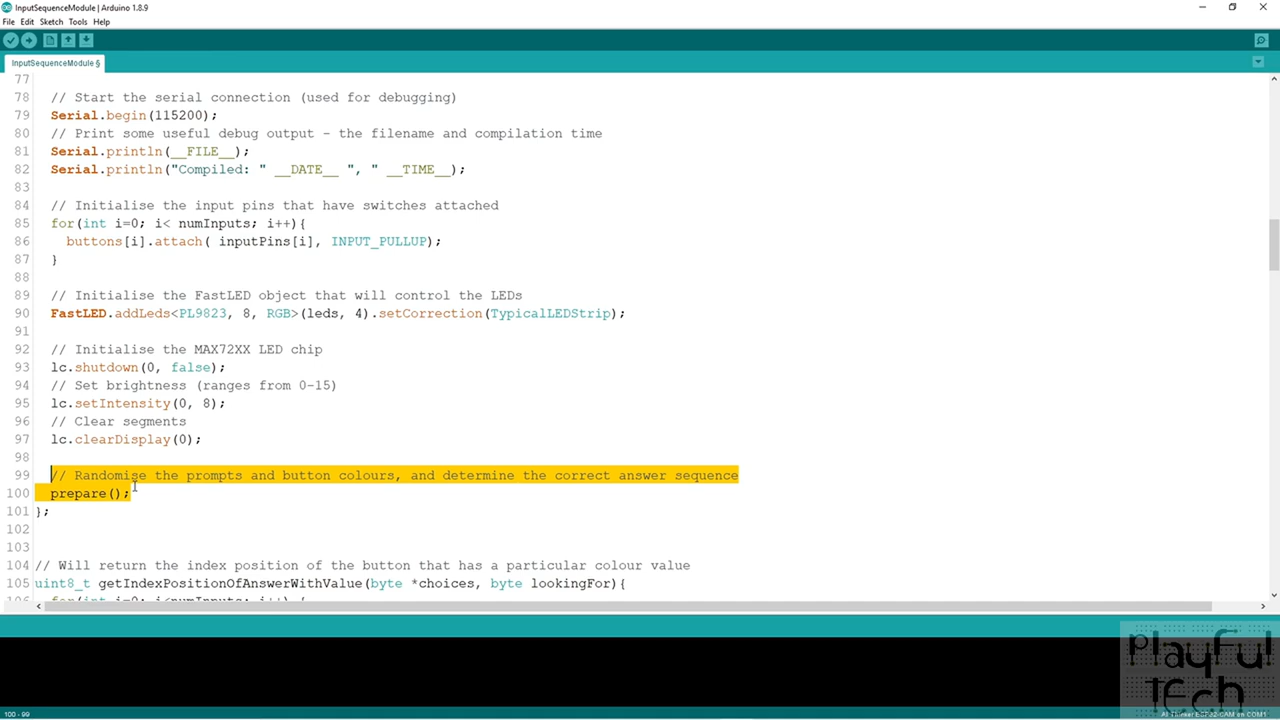 InputSequenceModule | Arduino 1.8.9
File Edit Sketch Tools Help
InputSequenceModule §
77
78 // Start the serial connection (used for debugging)
79 Serial.begin(115200);
80 // Print some useful debug output - the filename and compilation time
81 Serial.println(__FILE__);
82 Serial.println("Compiled: " __DATE__ ", " __TIME__);
83
84 // Initialise the input pins that have switches attached
85 for(int i=0; i< numInputs; i++){
86 buttons[i].attach( inputPins[i], INPUT_PULLUP);
87 }
88
89 // Initialise the FastLED object that will control the LEDs
90 FastLED.addLeds<PL9823, 8, RGB>(leds, 4).setCorrection(TypicalLEDStrip);
91
92 // Initialise the MAX72XX LED chip
93 lc.shutdown(0, false);
94 // Set brightness (ranges from 0-15)
95 lc.setIntensity(0, 8);
96 // Clear segments
97 lc.clearDisplay(0);
98
99 // Randomise the prompts and button colours, and determine the correct answer sequence
100 prepare();
101 };
102
103
104 // Will return the index position of the button that has a particular colour value
105 uint8_t getIndexPositionOfAnswerWithValue(byte *choices, byte lookingFor){
106 for(int i=0; i<numInputs; i++) {
Playful
Tech
100 - 99
AI Thinker ESP32-CAM on COM1